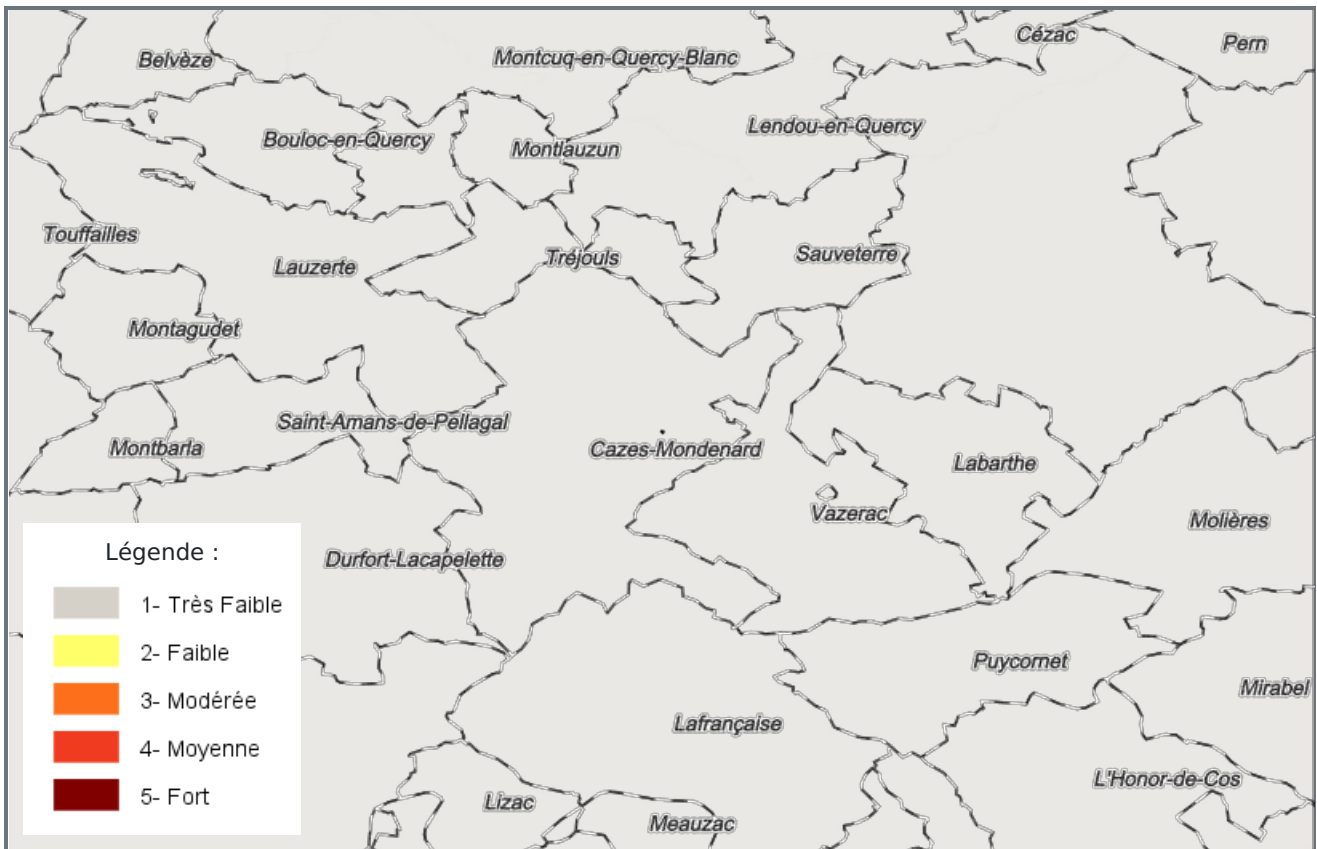 Cézac
Pern
Belvèze
Montcuq-en-Quercy-Blanc
Lendou-en-Quercy
Bouloc-en-Quercy
Montlauzun
Touffailles
Lauzerte
Tréjouls
Sauveterre
Montagudet
Saint-Amans-de-Pellagal
Montbarla
Cazes-Mondenard
Labarthe
Vazerac
Molières
Durfort-Lacapelette
Puycornet
Mirabel
Lafrançaise
L'Honor-de-Cos
Lizac
Meauzac
Légende :
1- Très Faible
2- Faible
3- Modérée
4- Moyenne
5- Fort